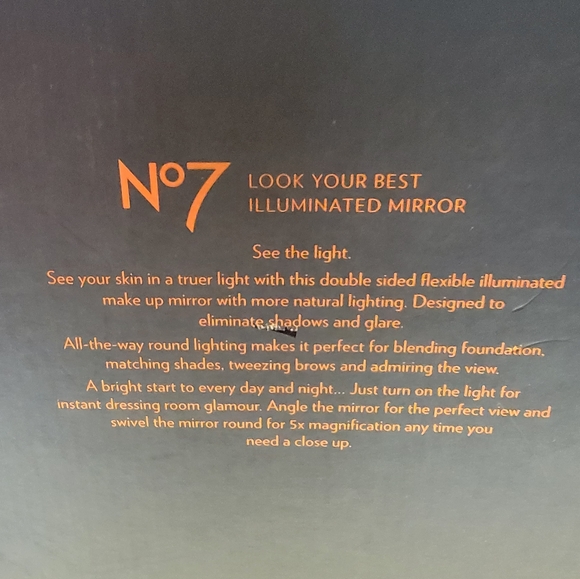 No7 LOOK YOUR BEST
ILLUMINATED MIRROR
See the light.
See your skin in a truer light with this double sided flexible illuminated
make up mirror with more natural lighting. Designed to
eliminate shadows and glare.
All-the-way round lighting makes it perfect for blending foundation,
matching shades, tweezing brows and admiring the view.
A bright start to every day and night... Just turn on the light for
instant dressing room glamour. Angle the mirror for the perfect view and
swivel the mirror round for 5x magnification any time you
need a close up.